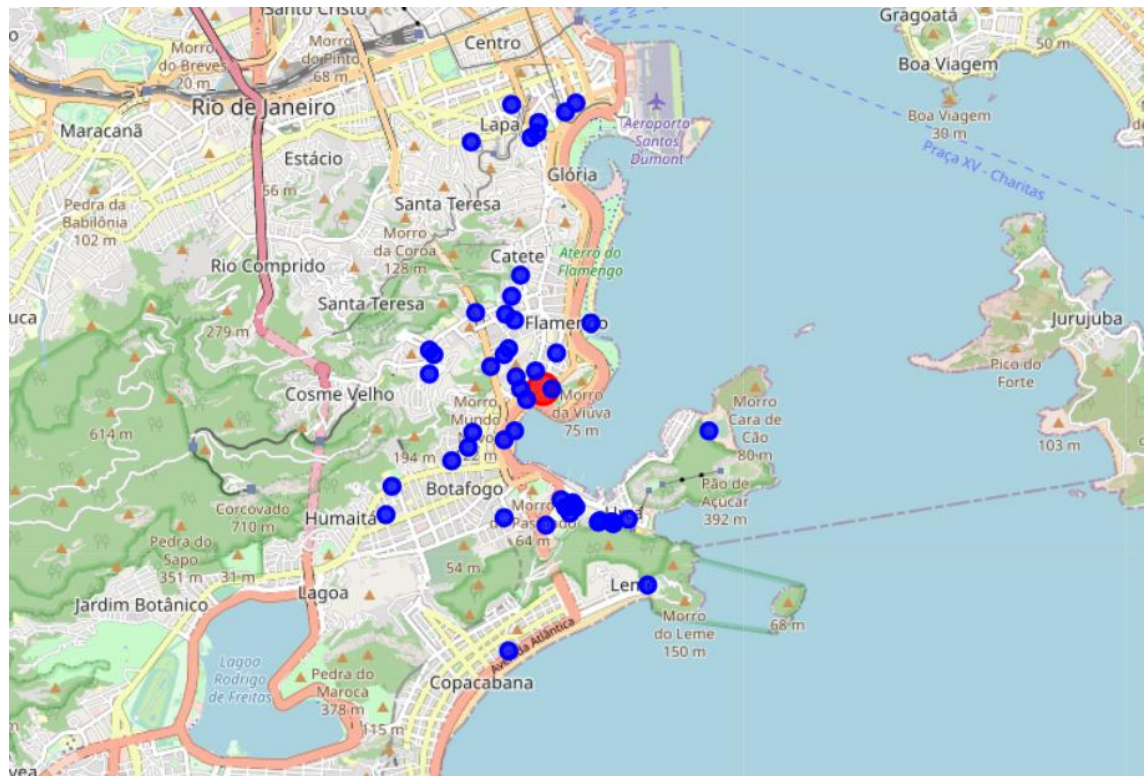 Santo Cristo
Gragoatá
Morro
do Breves
20 m
Morro
do Pinto
68 m
Centro
50 m
Boa Viagem
Rio de Janeiro
Boa Viagem
30 m
Maracanã
Lapa
Aeroporto
Santos
Dumont
Praça XV - Charitas
Estácio
Glória
56 m
Pedra da
Babilônia
102 m
Santa Teresa
Morro
da Coroa
128 m
Catete
Aterro do
Flamengo
Rio Comprido
Santa Teresa
uca
279 m
Flamengo
Jurujuba
Pico do
Forte
Cosme Velho
Morro
da Viúva
75 m
Morro
Cara de
Cão
80 m
614 m
Morro
Mundo
194 m
103 m
Botafogo
Corcovado
710 m
Pão de
Açúcar
392 m
Humaitá
Morro
64 m
Pedra do
Sapo
351 m
31 m
54 m
Jardim Botânico
Lagoa
68 m
Morro
do Leme
150 m
Avenida Atlântica
Lagoa
Rodrigo
de Freitas
Pedra do
Maroca
378 m
Copacabana
115 m
vea